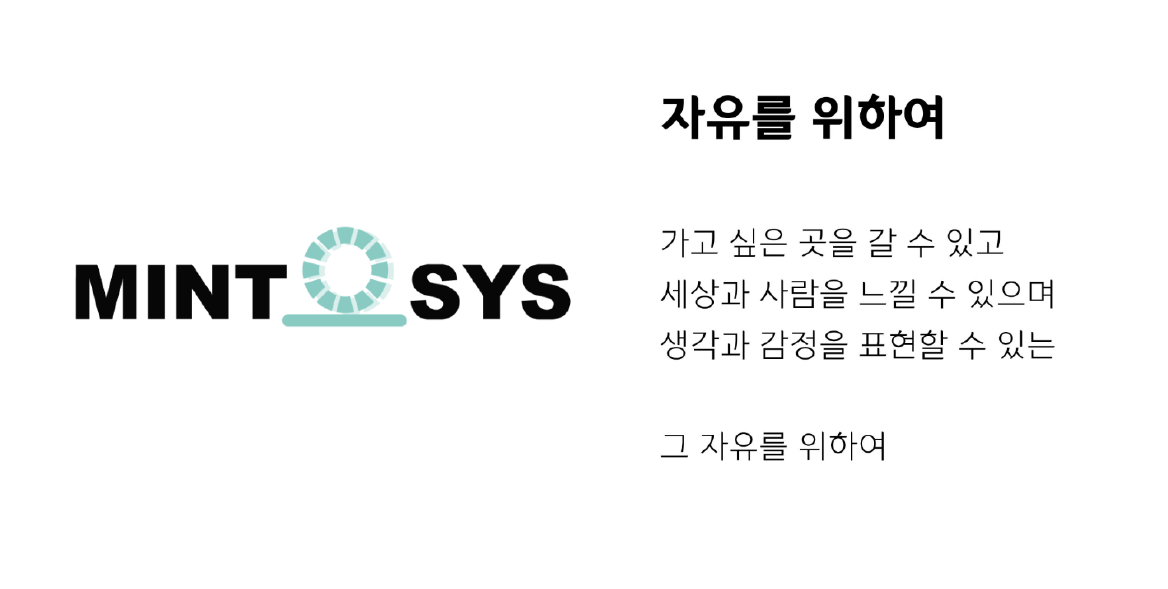 MINTOSYS
자유를 위하여
가고 싶은 곳을 갈 수 있고
세상과 사람을 느낄 수 있으며
생각과 감정을 표현할 수 있는
그 자유를 위하여